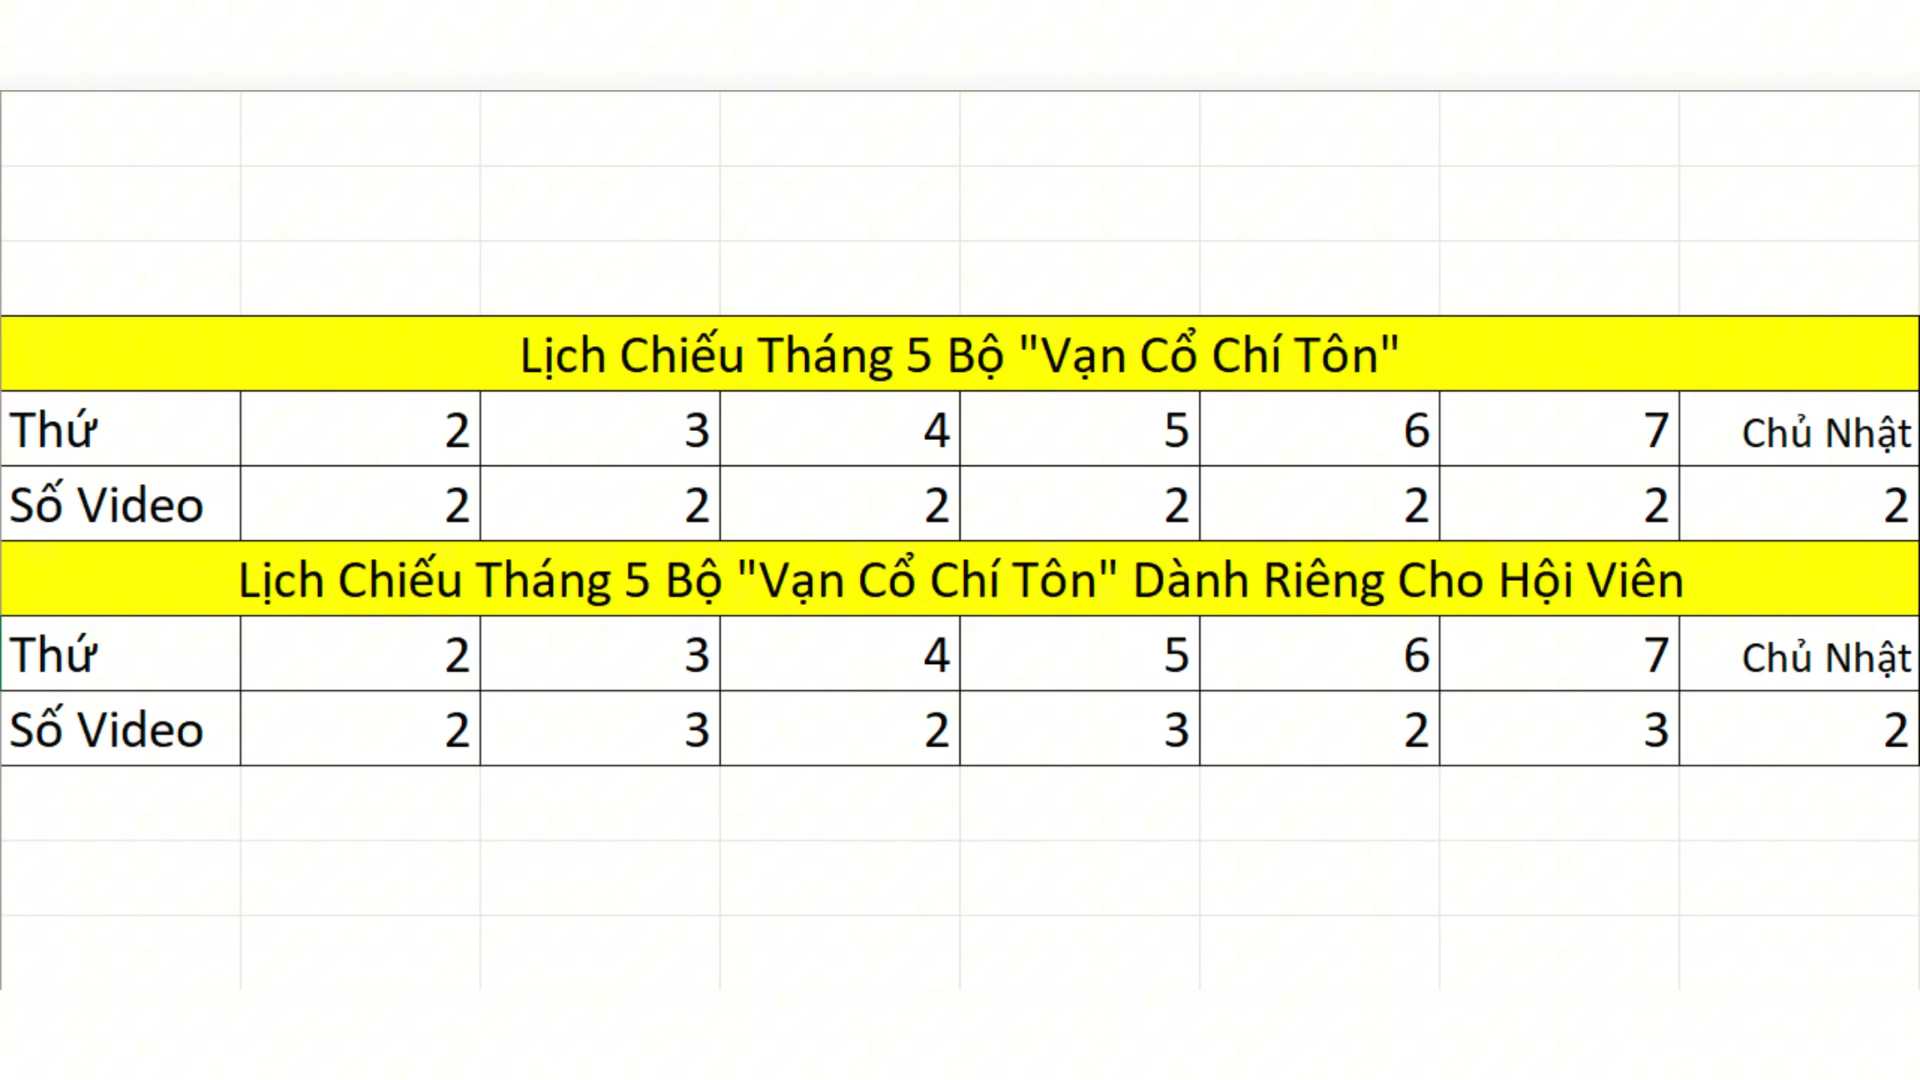 Lịch Chiếu Tháng 5 Bộ "Vạn Cổ Chí Tôn"
Thứ 2 3 4 5 6 7 Chủ Nhật
Số Video 2 2 2 2 2 2 2
Lịch Chiếu Tháng 5 Bộ "Vạn Cổ Chí Tôn" Dành Riêng Cho Hội Viên
Thứ 2 3 4 5 6 7 Chủ Nhật
Số Video 2 3 2 3 2 3 2